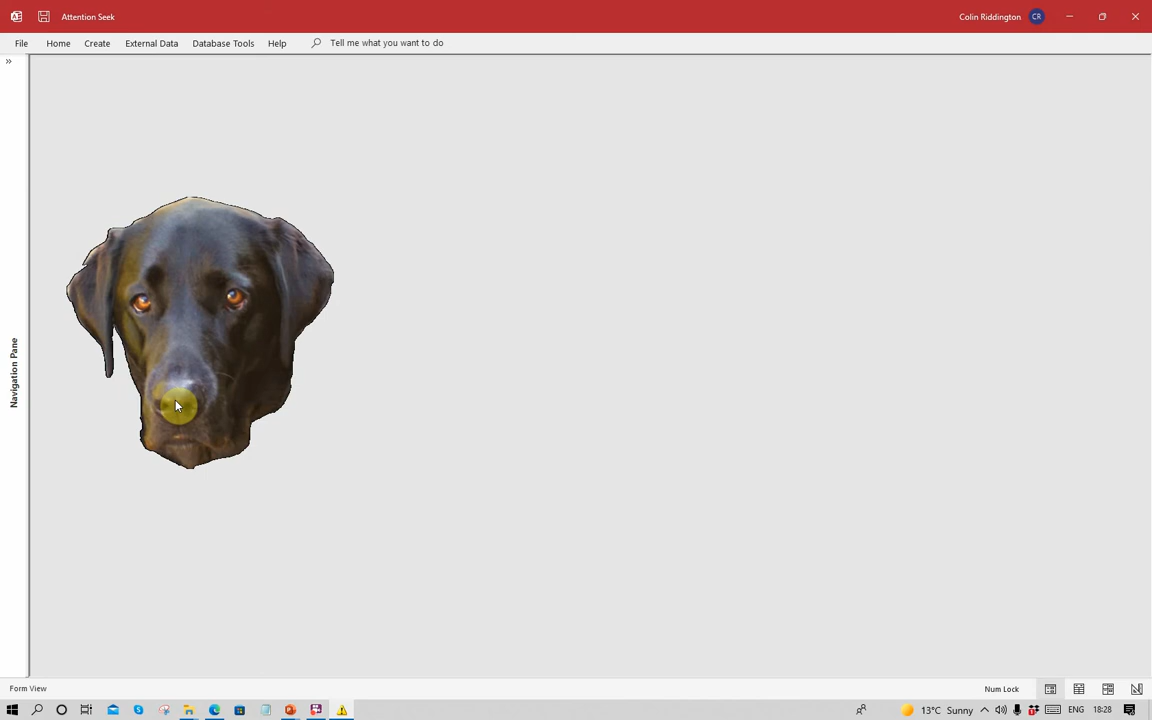 Attention Seek
Colin Riddington CR
File Home Create External Data Database Tools Help Tell me what you want to do
Navigation Pane
Form View
Num Lock
13°C Sunny ENG 18:28